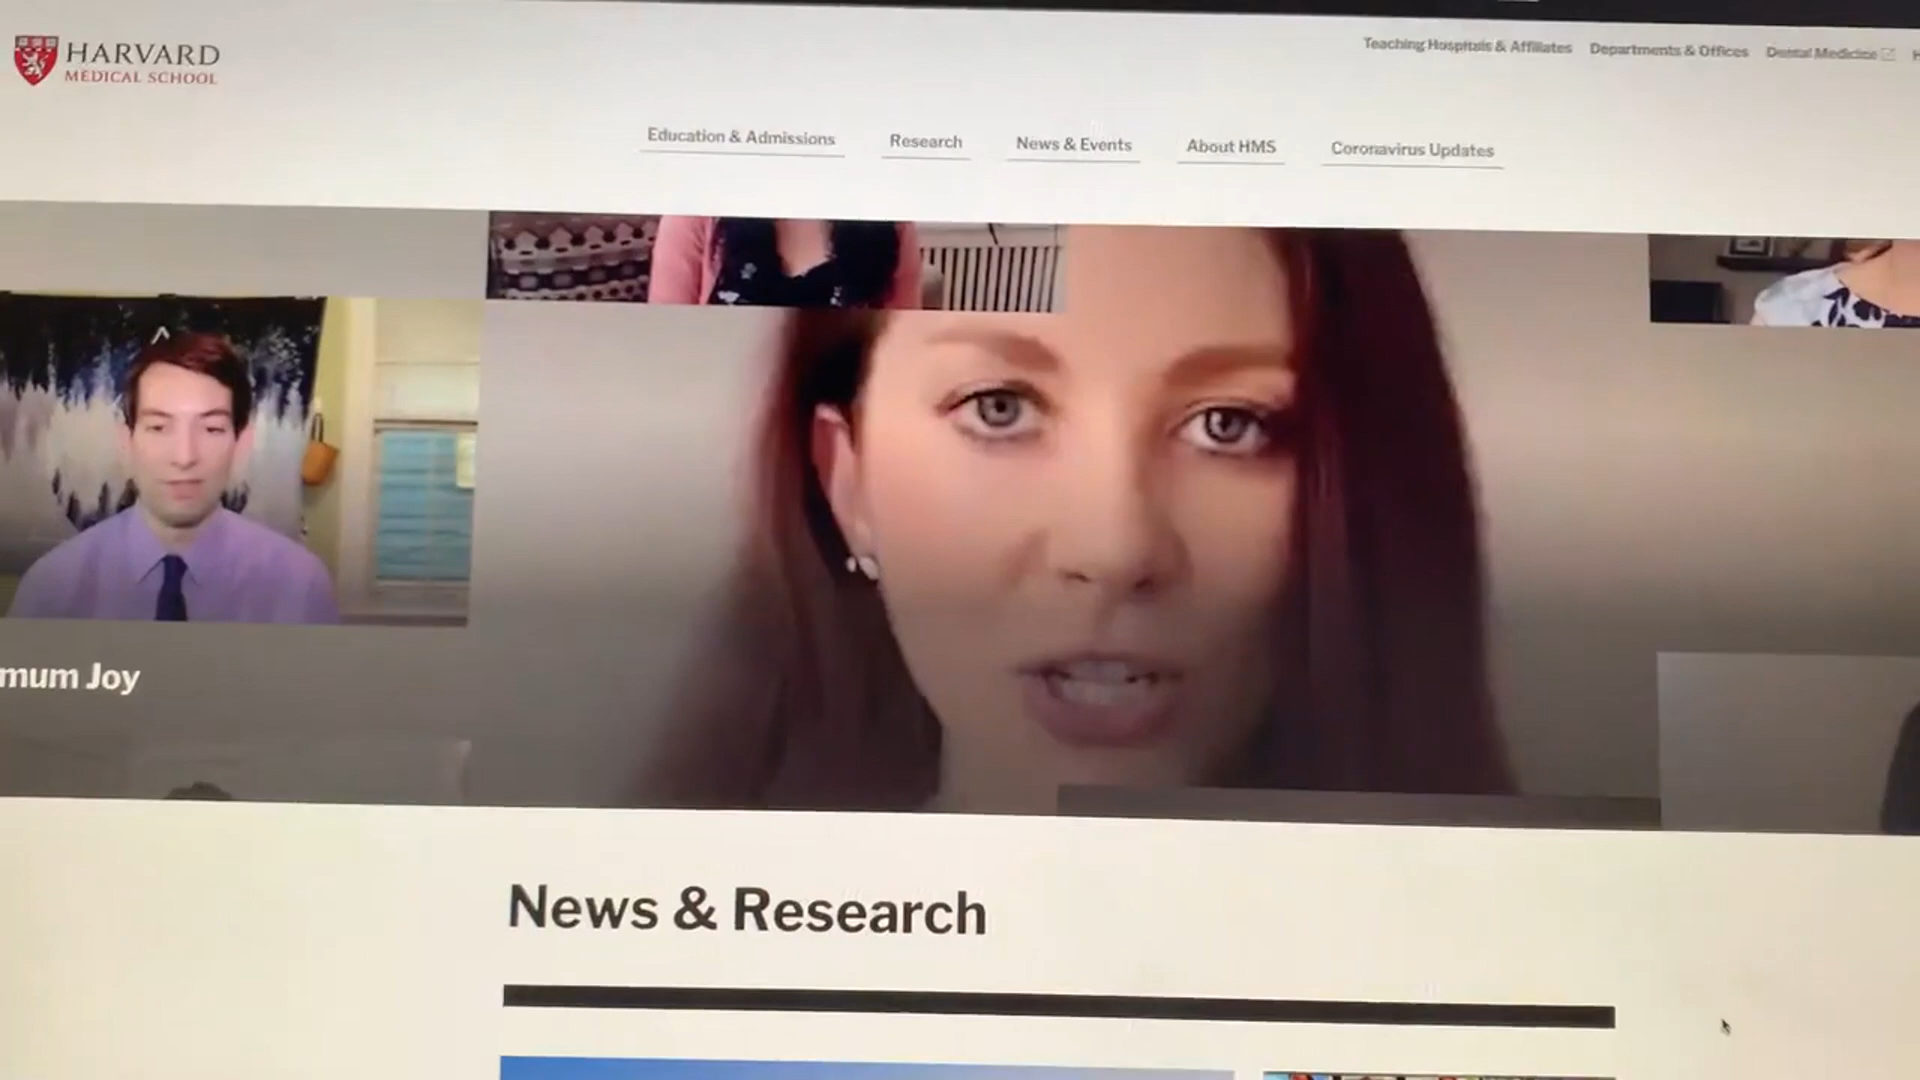 HARVARD
MEDICAL SCHOOL
Teaching Hospitals & Affiliates Departments & Offices Dental Medicine
Education & Admissions Research News & Events About HMS Coronavirus Updates
mum Joy
News & Research